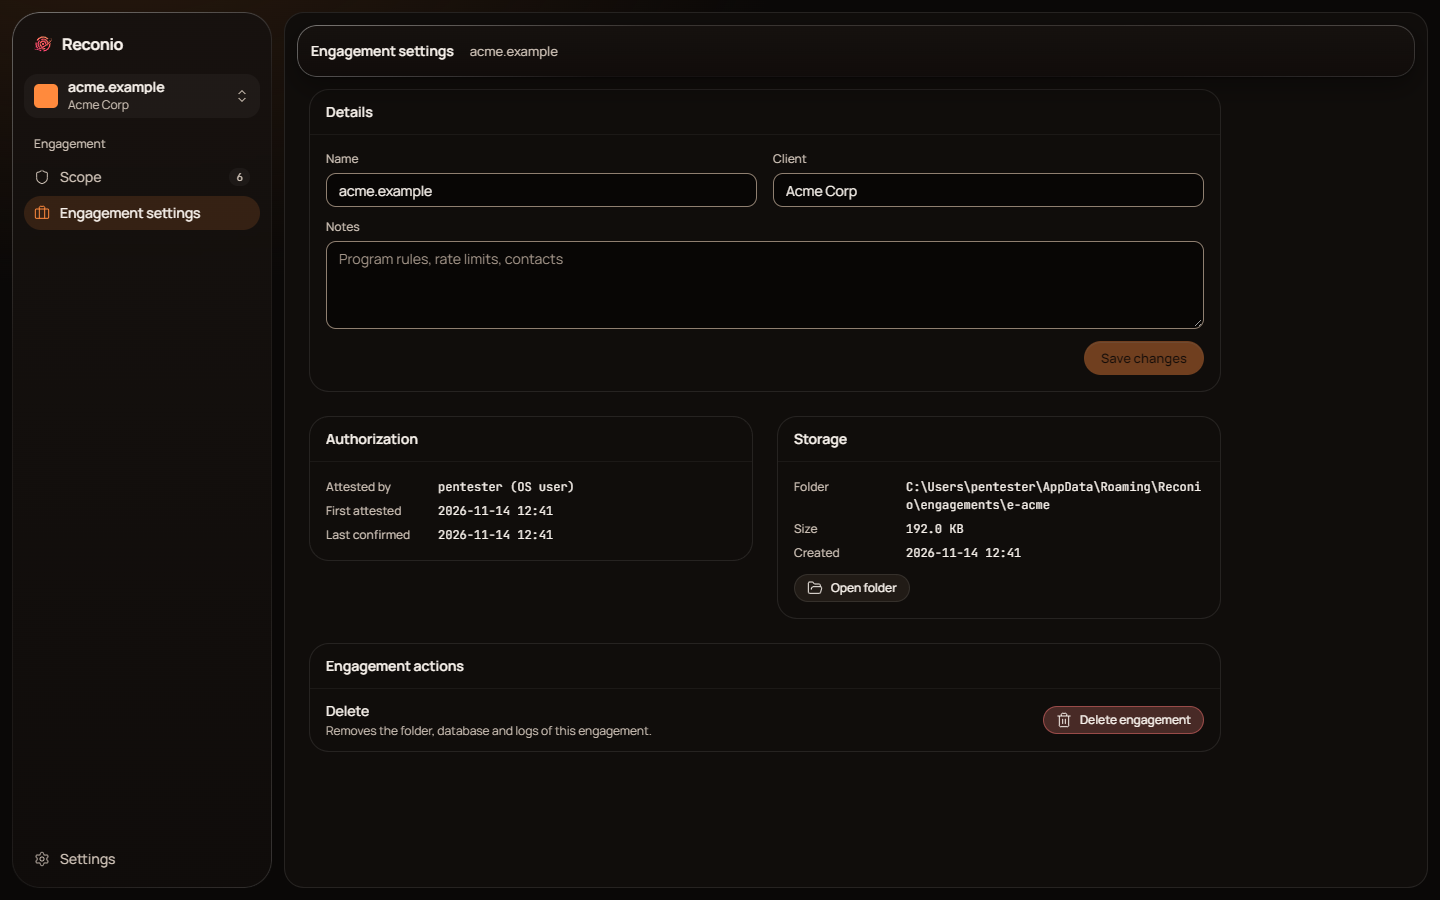 Reconio
acme.example
Acme Corp
Engagement
Scope 6
Engagement settings
Settings
Engagement settings acme.example
Details
Name Client
acme.example Acme Corp
Notes
Program rules, rate limits, contacts
Save changes
Authorization
Attested by pentester (OS user)
First attested 2026-11-14 12:41
Last confirmed 2026-11-14 12:41
Storage
Folder C:\Users\pentester\AppData\Roaming\Reconi
o\engagements\e-acme
Size 192.0 KB
Created 2026-11-14 12:41
Open folder
Engagement actions
Delete
Removes the folder, database and logs of this engagement.
Delete engagement